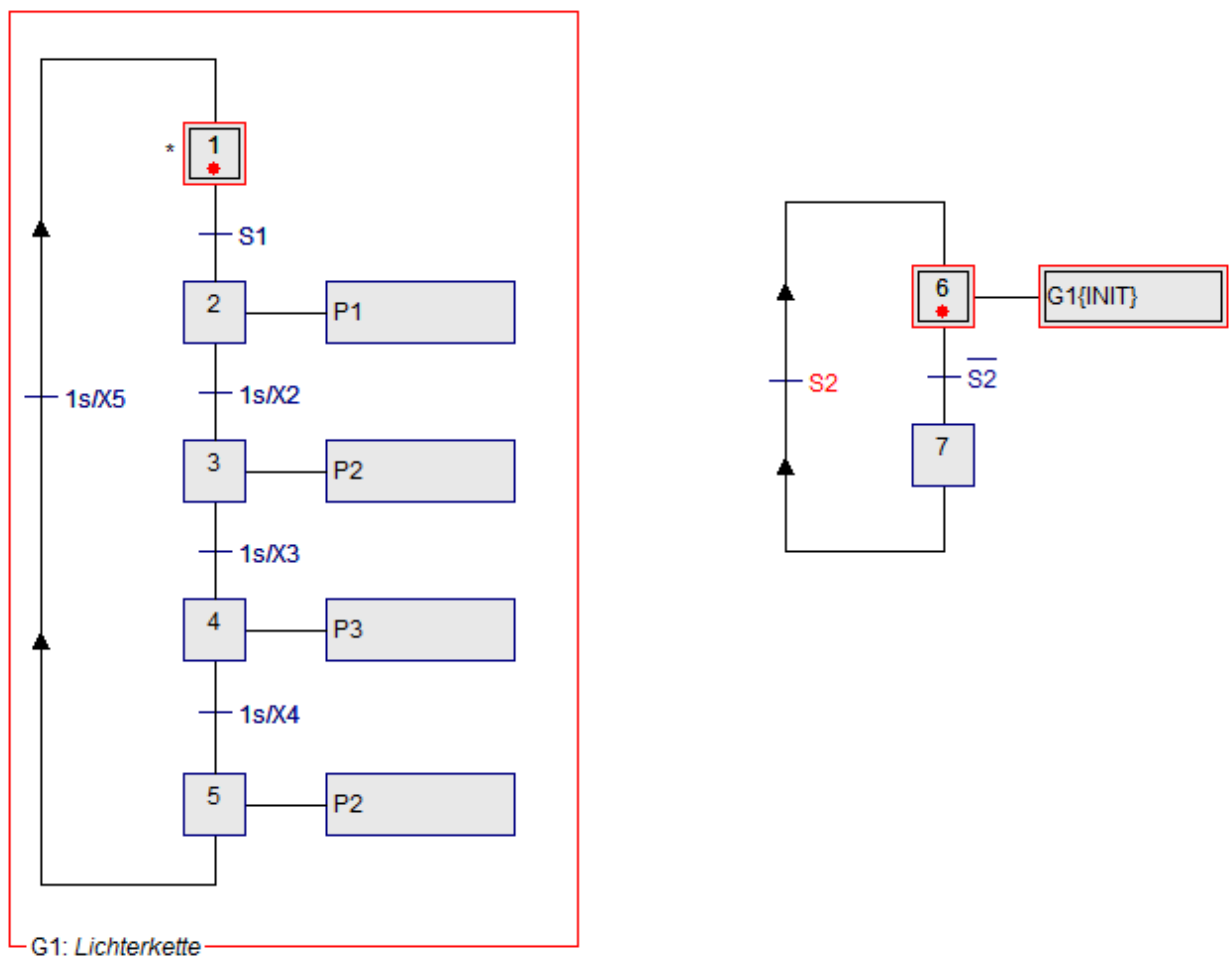 *
1
S1
2
P1
1s/X2
3
P2
1s/X3
4
P3
1s/X4
5
P2
1s/X5
G1: Lichterkette
6
G1{INIT}
S2
S̅2̅
7